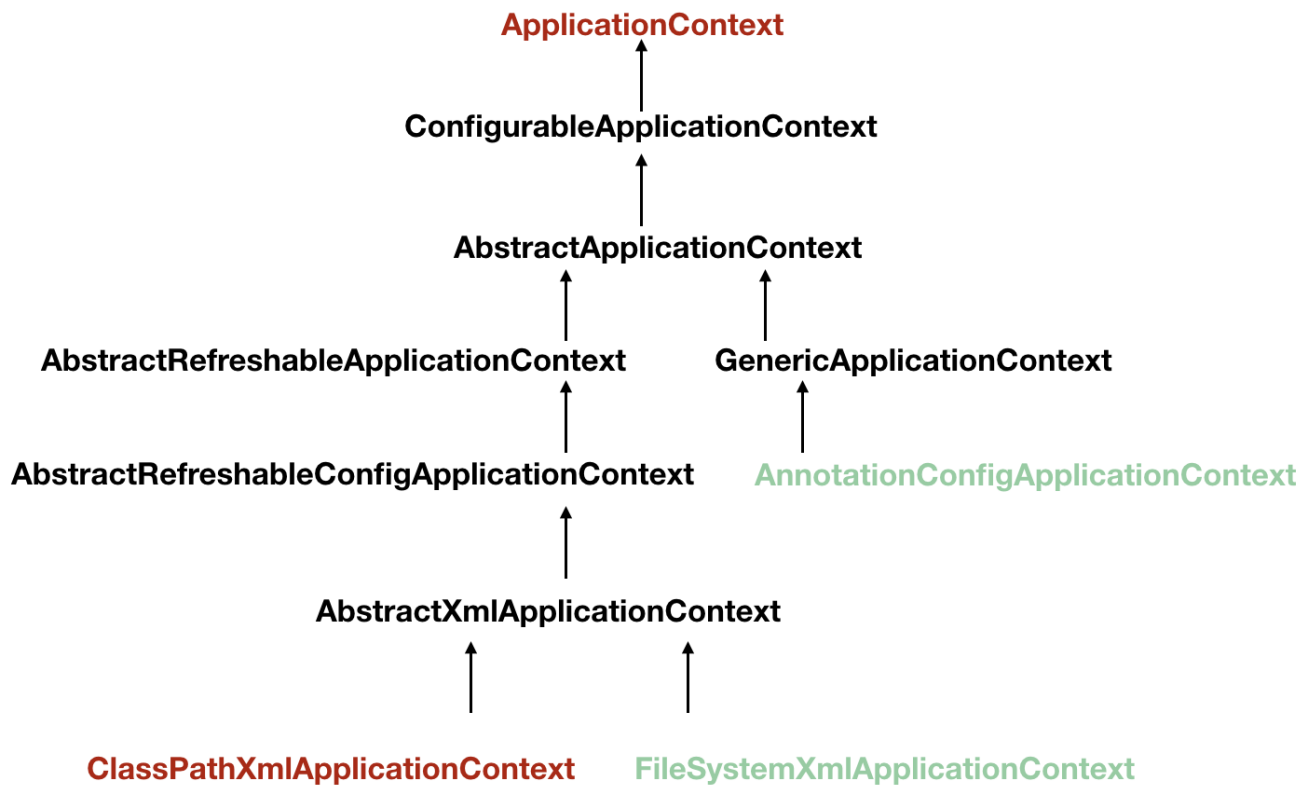 ApplicationContext
ConfigurableApplicationContext
AbstractApplicationContext
AbstractRefreshableApplicationContext
GenericApplicationContext
AbstractRefreshableConfigApplicationContext
AnnotationConfigApplicationContext
AbstractXmlApplicationContext
ClassPathXmlApplicationContext
FileSystemXmlApplicationContext